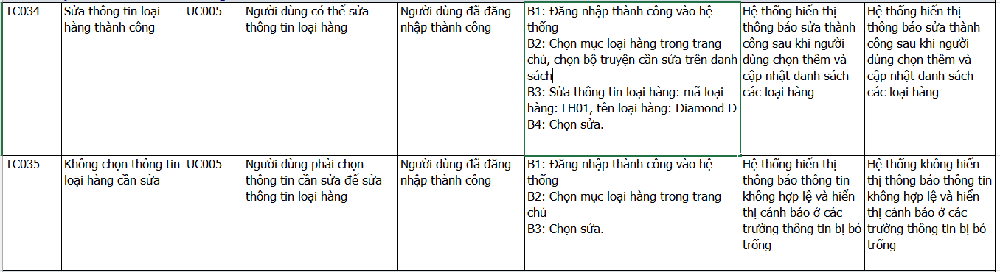 TC034
Sửa thông tin loại
hàng thành công
UC005
Người dùng có thể sửa
thông tin loại hàng
Người dùng đã đăng
nhập thành công
B1: Đăng nhập thành công vào hệ
thống
B2: Chọn mục loại hàng trong trang
chủ, chọn bộ truyện cần sửa trên danh
sách
B3: Sửa thông tin loại hàng: mã loại
hàng: LH01, tên loại hàng: Diamond D
B4: Chọn sửa.
Hệ thống hiển thị
thông báo sửa thành
công sau khi người
dùng chọn thêm và
cập nhật danh sách
các loại hàng
Hệ thống hiển thị
thông báo sửa thành
công sau khi người
dùng chọn thêm và
cập nhật danh sách
các loại hàng
TC035
Không chọn thông tin
loại hàng cần sửa
UC005
Người dùng phải chọn
thông tin cần sửa để sửa
thông tin loại hàng
Người dùng đã đăng
nhập thành công
B1: Đăng nhập thành công vào hệ
thống
B2: Chọn mục loại hàng trong trang
chủ
B3: Chọn sửa.
Hệ thống hiển thị
thông báo thông tin
không hợp lệ và hiển
thị cảnh báo ở các
trường thông tin bị bỏ
trống
Hệ thống không hiển
thị thông báo thông tin
không hợp lệ và hiển
thị cảnh báo ở các
trường thông tin bị bỏ
trống